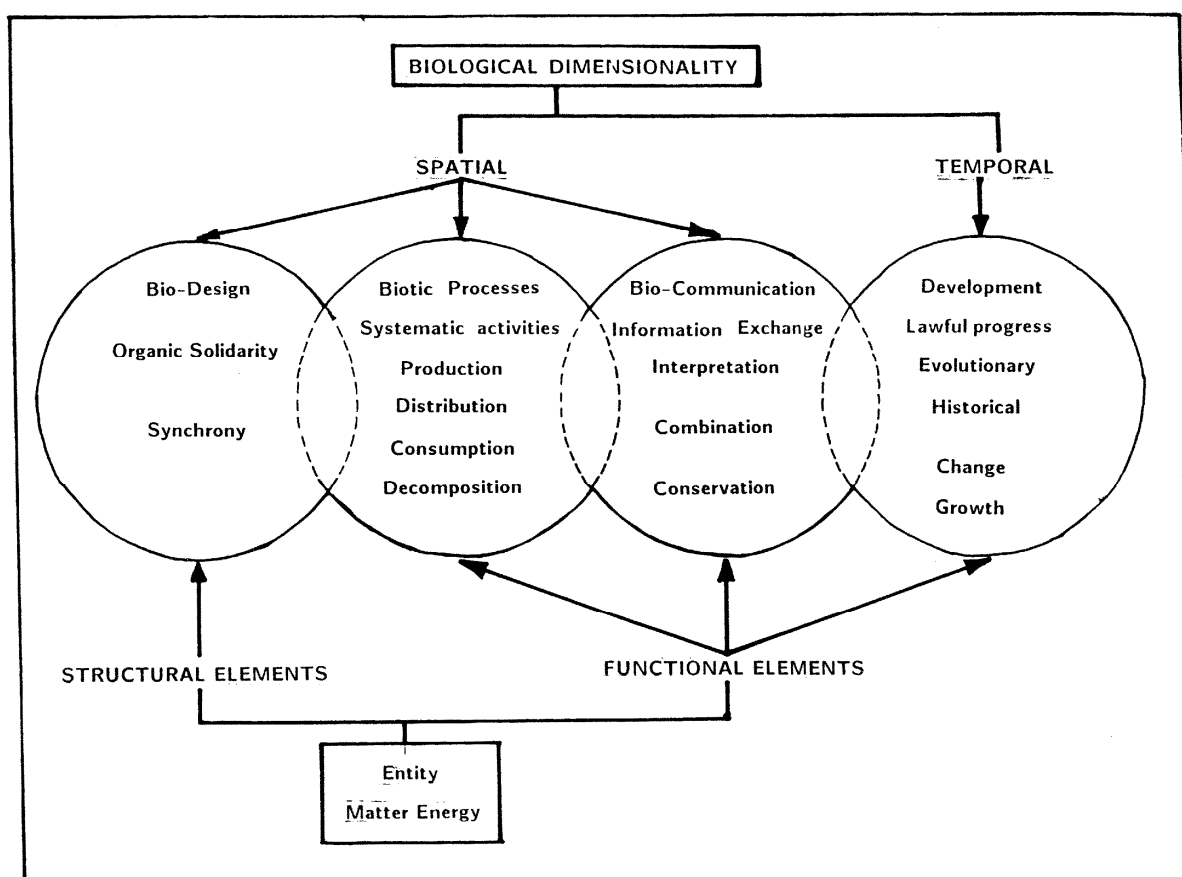 BIOLOGICAL DIMENSIONALITY
SPATIAL
TEMPORAL
Bio-Design
Organic Solidarity
Synchrony
Biotic Processes
Systematic activities
Production
Distribution
Consumption
Decomposition
Bio-Communication
Information Exchange
Interpretation
Combination
Conservation
Development
Lawful progress
Evolutionary
Historical
Change
Growth
STRUCTURAL ELEMENTS
FUNCTIONAL ELEMENTS
Entity
Matter Energy